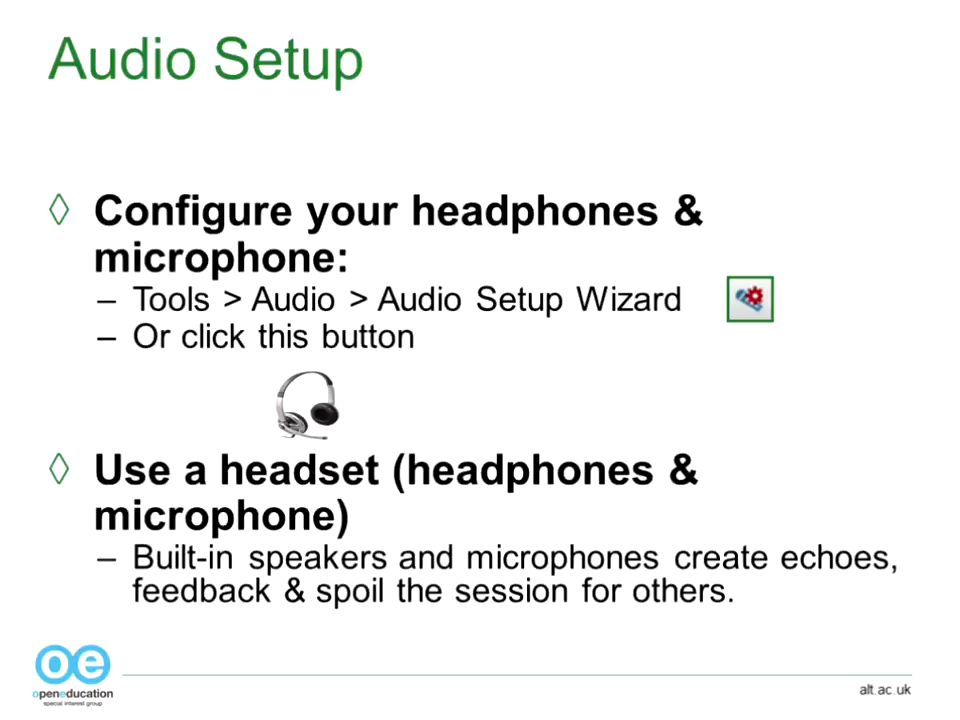 Audio Setup
◊ Configure your headphones &
microphone:
– Tools > Audio > Audio Setup Wizard
– Or click this button
◊ Use a headset (headphones &
microphone)
– Built-in speakers and microphones create echoes,
feedback & spoil the session for others.
oe
openeducation
special interest group
alt.ac.uk